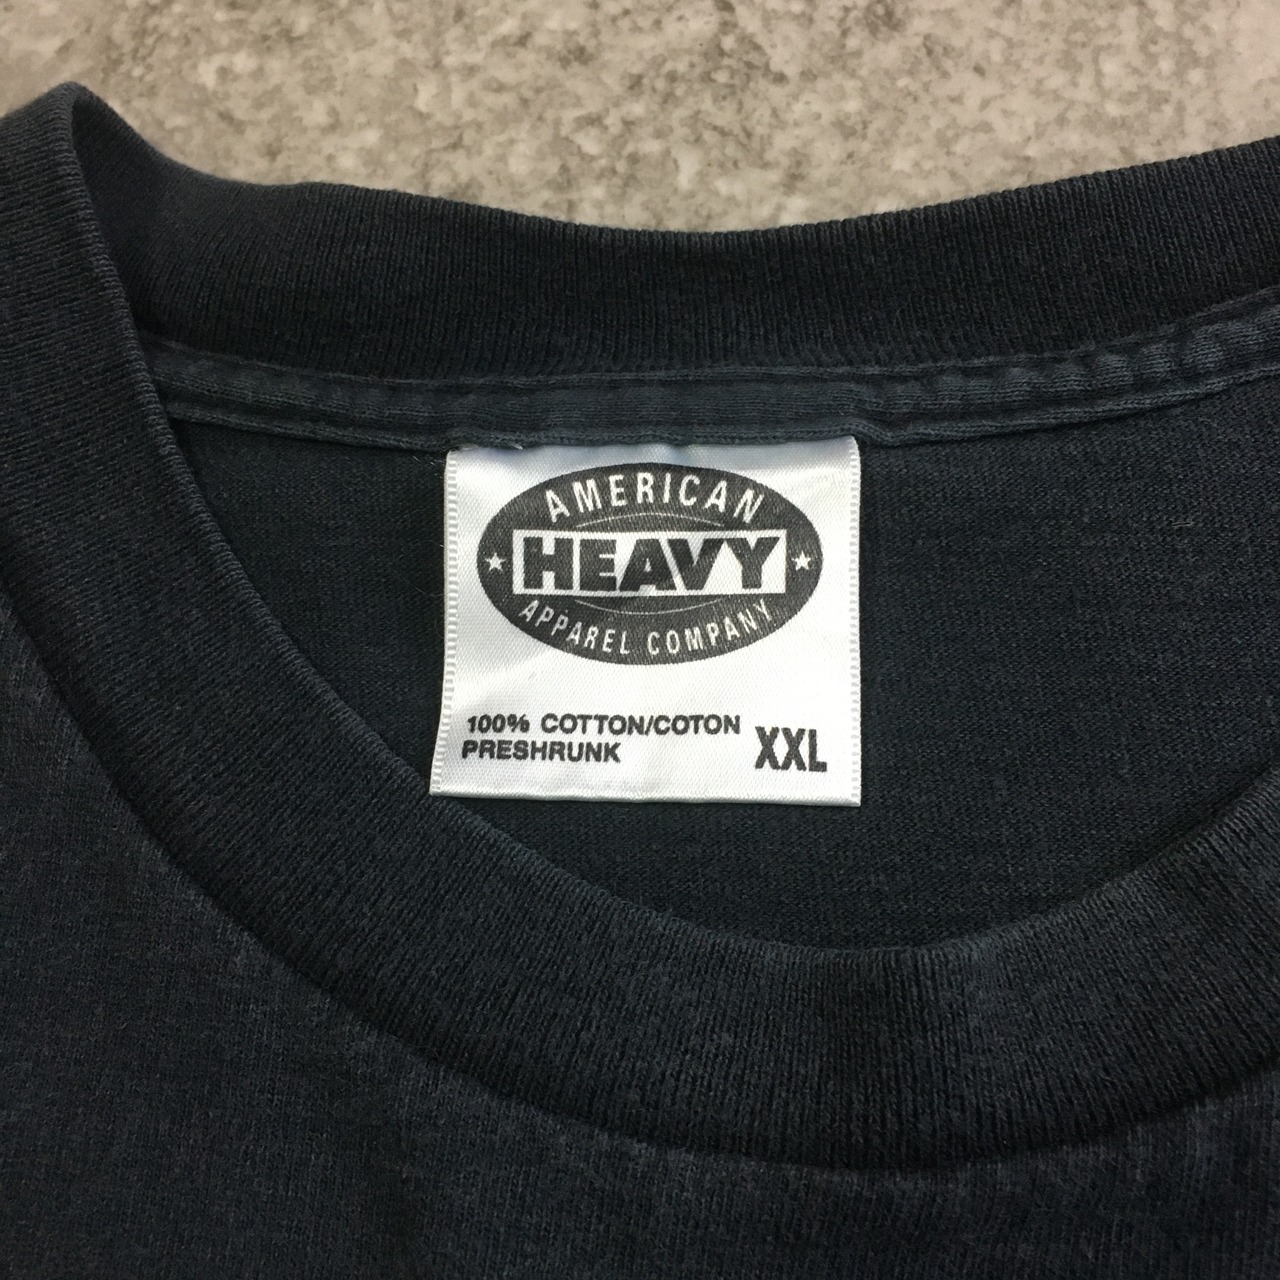 AMERICAN
HEAVY
APPAREL COMPANY
100% COTTON/COTON
PRESHRUNK
XXL